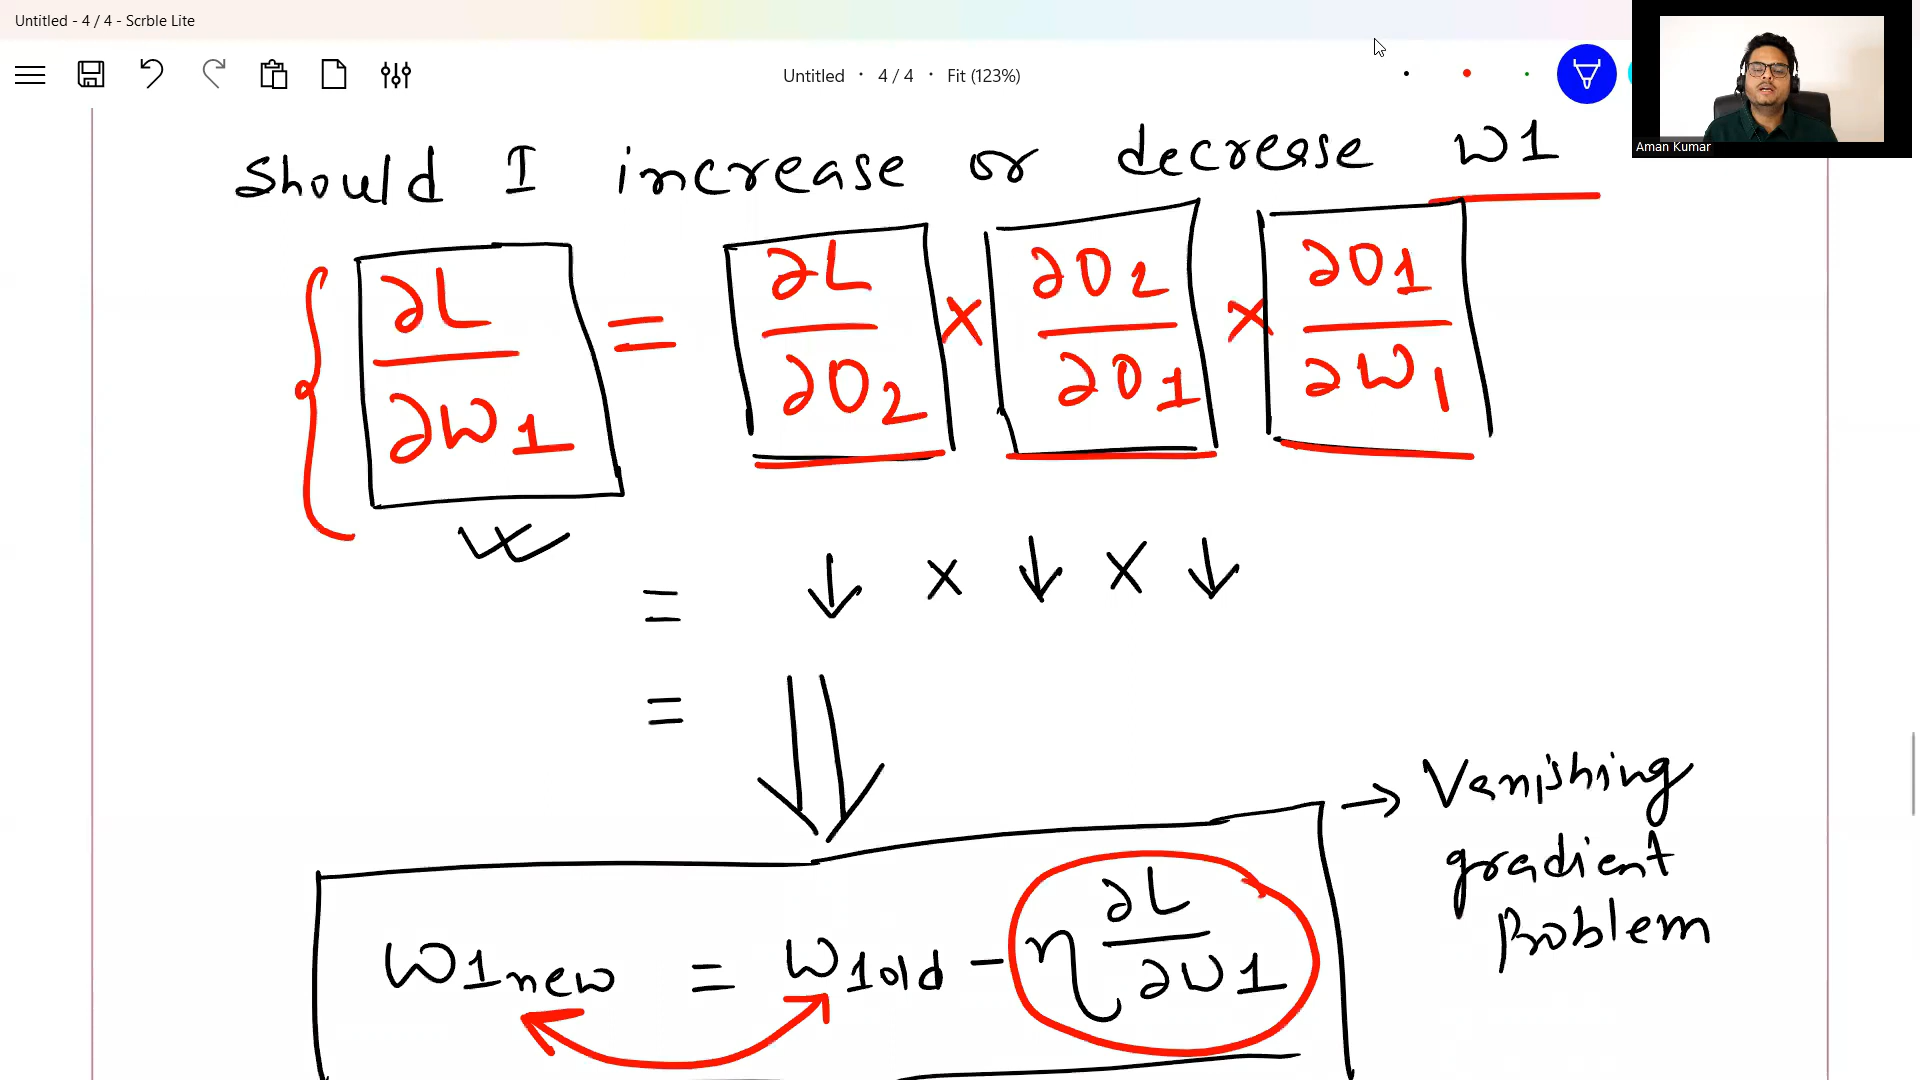 Untitled - 4 / 4 - Scrble Lite
Untitled • 4 / 4 • Fit (123%)
Aman Kumar
Should I increase or decrease W1
∂L/∂W1 = ∂L/∂O2 × ∂O2/∂O1 × ∂O1/∂W1
= ↓ × ↓ × ↓
=
→ Vanishing
gradient
Problem
W1new = W1old - η ∂L/∂W1